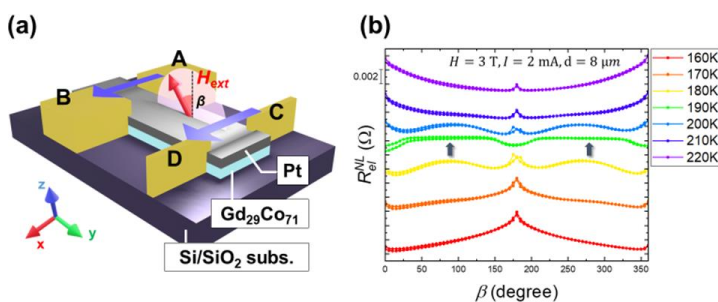 (a)
A
H_ext
β
B
C
D
Pt
Gd₂₉Co₇₁
Si/SiO₂ subs.
z
x
y
(b)
H = 3 T, I = 2 mA, d = 8 μm
0.002
R_el^NL (Ω)
0 50 100 150 200 250 300 350
β (degree)
160K
170K
180K
190K
200K
210K
220K